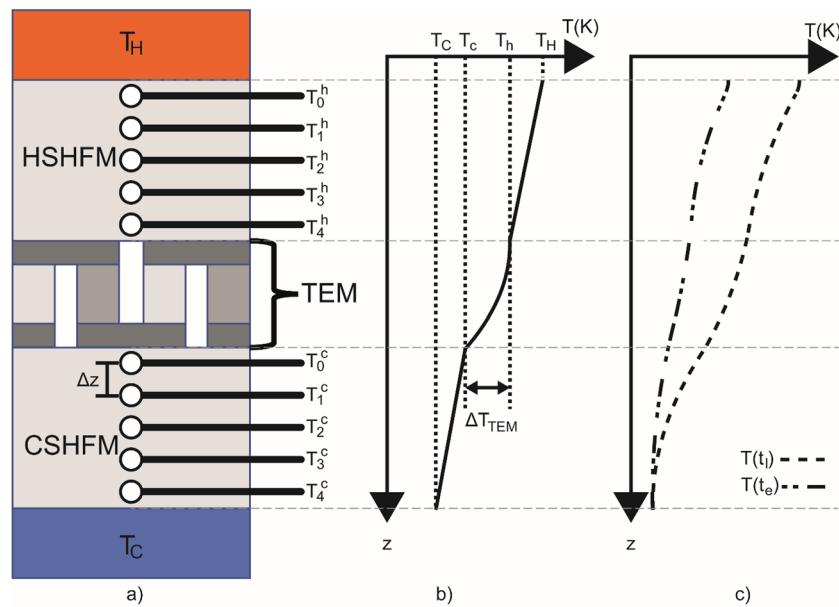 T_H
HSHFM
T_0^h
T_1^h
T_2^h
T_3^h
T_4^h
TEM
Δz
CSHFM
T_0^c
T_1^c
T_2^c
T_3^c
T_4^c
T_C
a)
T_C T_c T_h T_H T(K)
ΔT_TEM
z
b)
T(K)
T(t_l)
T(t_e)
z
c)